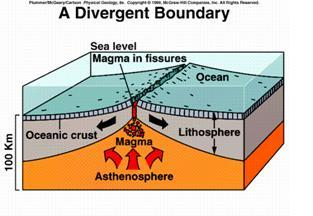 Plummer/McGeary/Carlson Physical Geology, 8e. Copyright © 1999, McGraw-Hill Companies, Inc. All Rights Reserved.
A Divergent Boundary
Sea level
Magma in fissures
Ocean
Oceanic crust
Lithosphere
Magma
100 Km
Asthenosphere